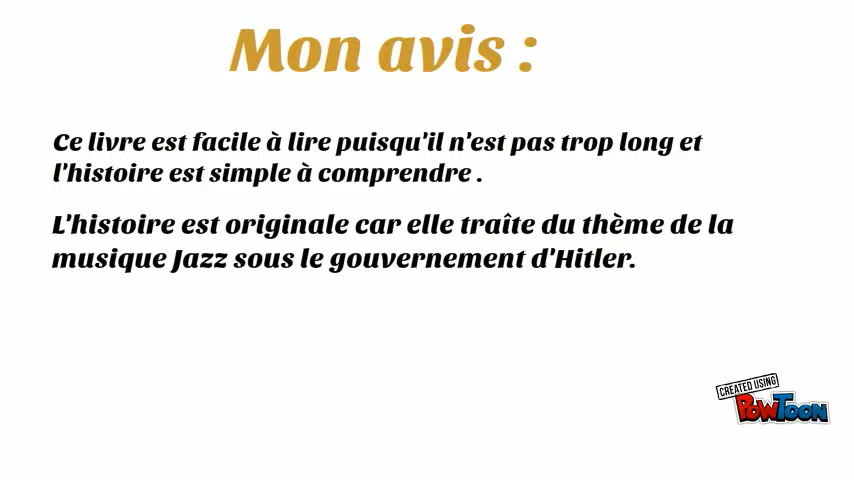 Mon avis :
Ce livre est facile à lire puisqu'il n'est pas trop long et
l'histoire est simple à comprendre .
L'histoire est originale car elle traîte du thème de la
musique Jazz sous le gouvernement d'Hitler.
CREATED USING
POWTOON